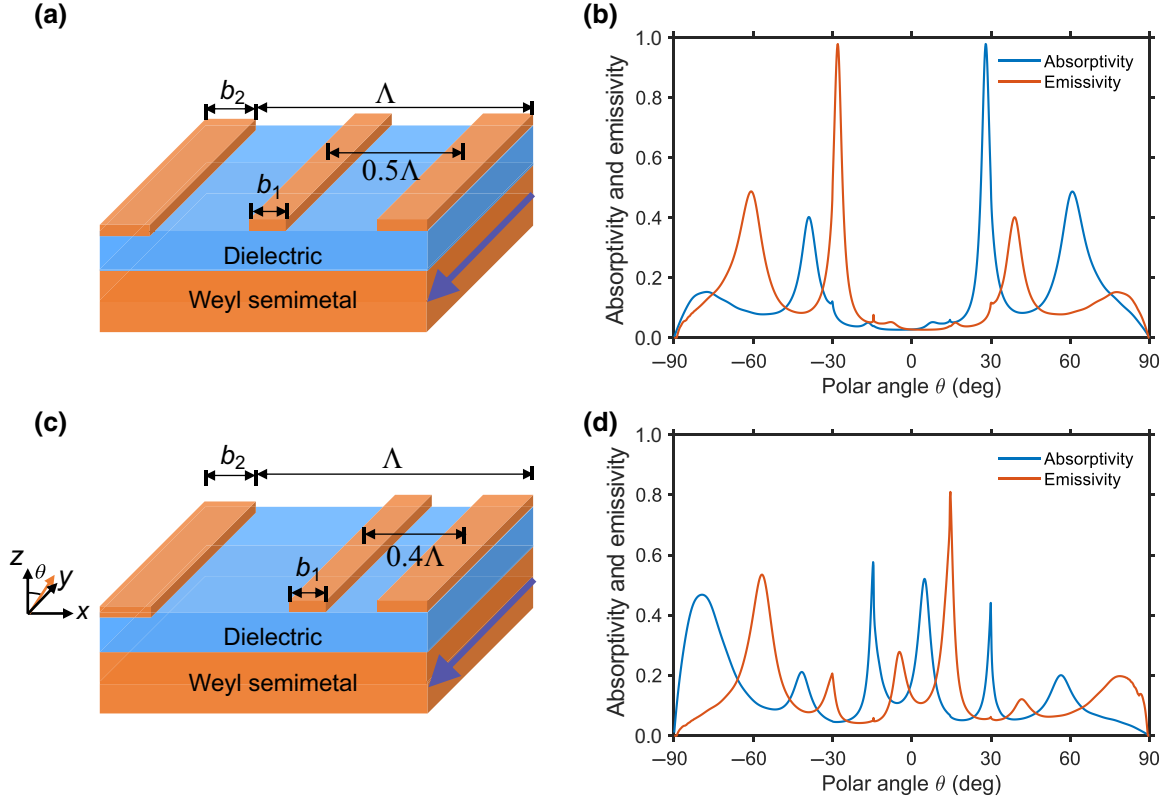 (a)
b2
Λ
0.5Λ
b1
Dielectric
Weyl semimetal
(b)
Absorptivity and emissivity
1.0
0.8
0.6
0.4
0.2
0.0
Absorptivity
Emissivity
–90 –60 –30 0 30 60 90
Polar angle θ (deg)
(c)
b2
Λ
0.4Λ
b1
z
θ
y
x
Dielectric
Weyl semimetal
(d)
Absorptivity and emissivity
1.0
0.8
0.6
0.4
0.2
0.0
Absorptivity
Emissivity
–90 –60 –30 0 30 60 90
Polar angle θ (deg)